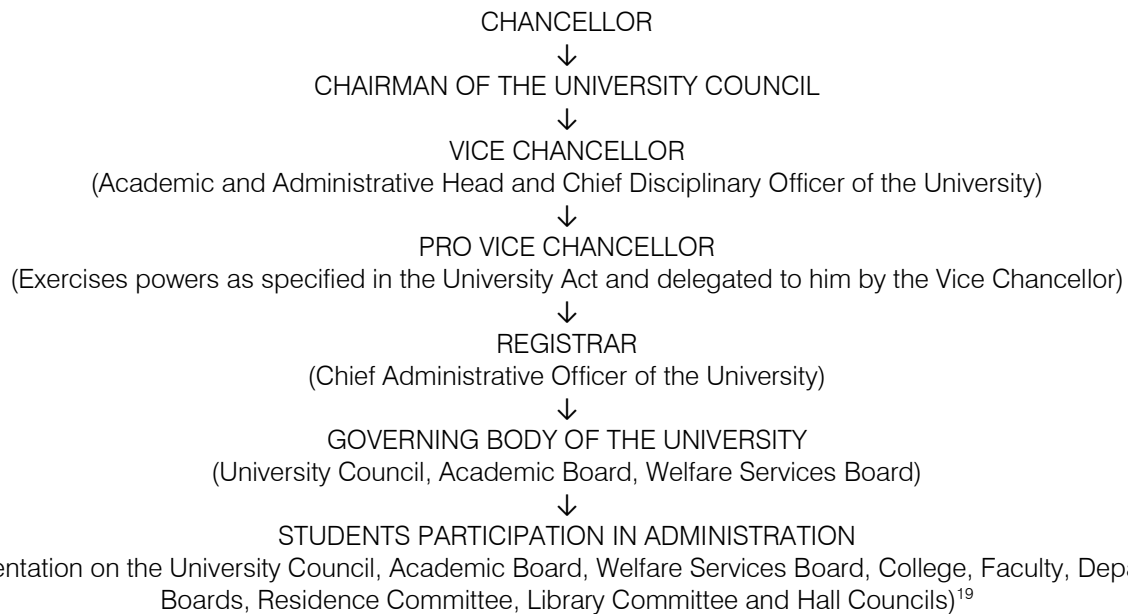 CHANCELLOR
↓
CHAIRMAN OF THE UNIVERSITY COUNCIL
↓
VICE CHANCELLOR
(Academic and Administrative Head and Chief Disciplinary Officer of the University)
↓
PRO VICE CHANCELLOR
(Exercises powers as specified in the University Act and delegated to him by the Vice Chancellor)
↓
REGISTRAR
(Chief Administrative Officer of the University)
↓
GOVERNING BODY OF THE UNIVERSITY
(University Council, Academic Board, Welfare Services Board)
↓
STUDENTS PARTICIPATION IN ADMINISTRATION
on the University Council, Academic Board, Welfare Services Board, College, Faculty,
Boards, Residence Committee, Library Committee and Hall Councils)¹⁹